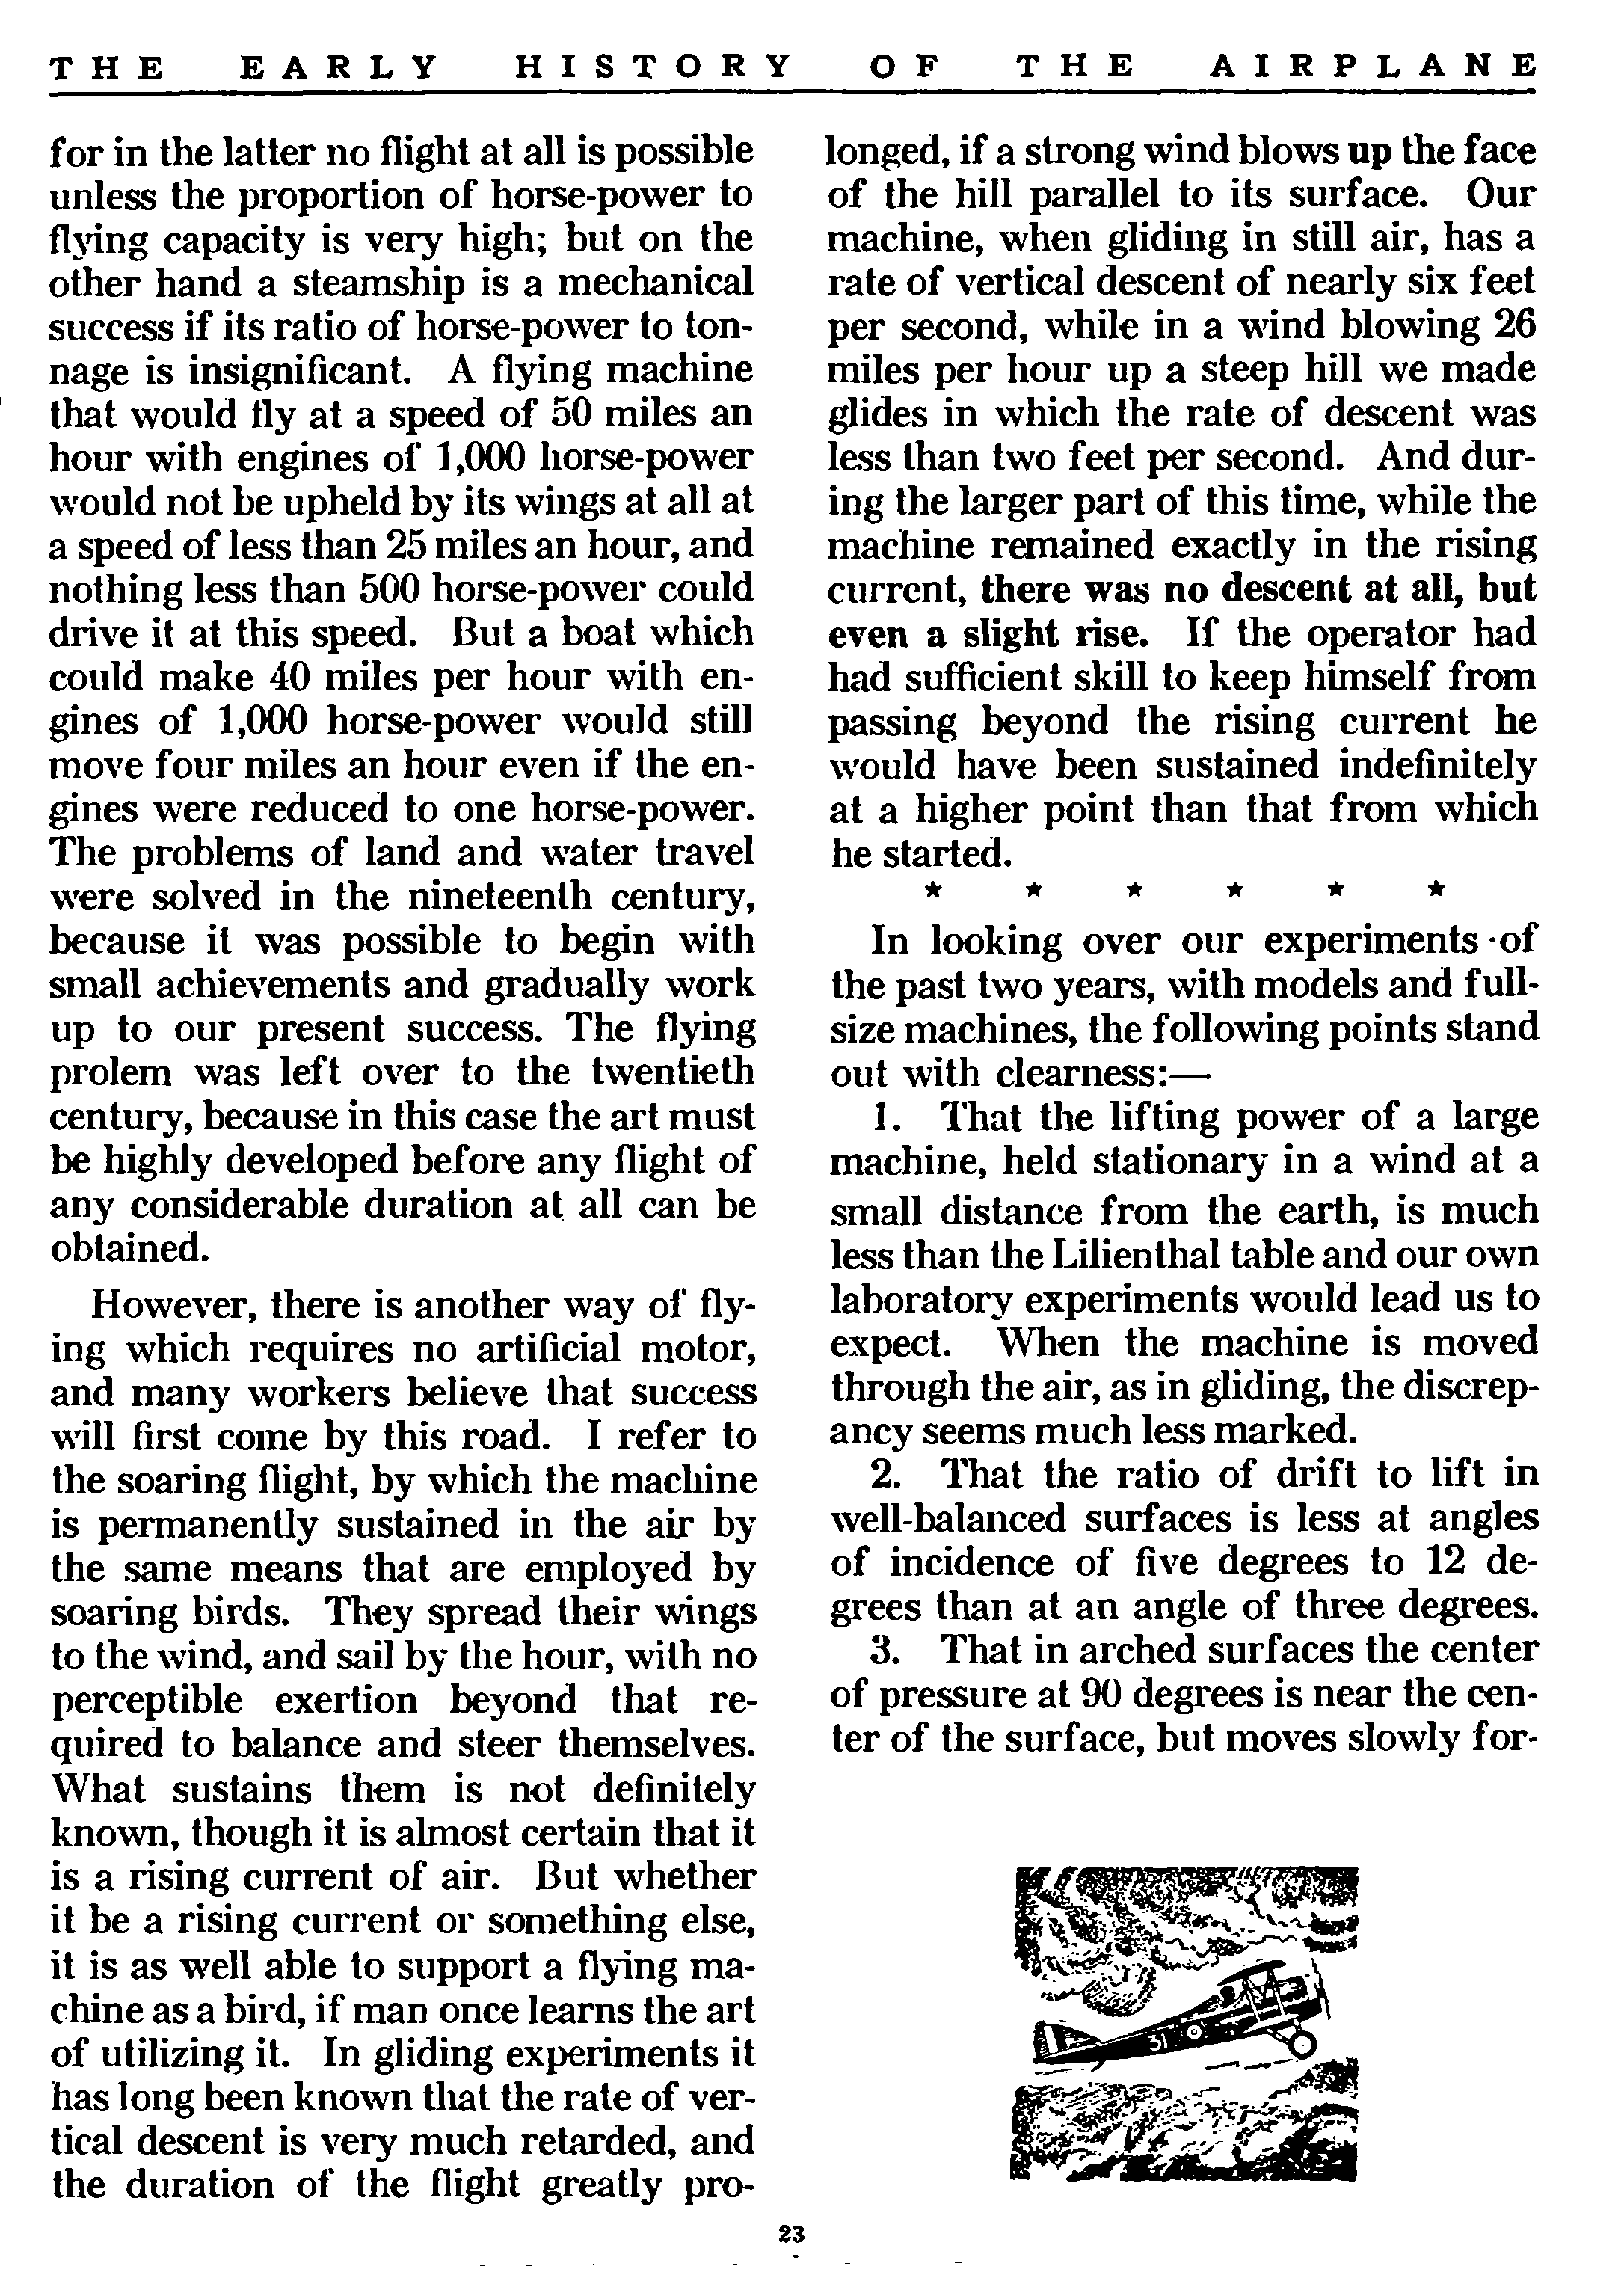 THE EARLY HISTORY OF THE AIRPLANE
for in the latter no flight at all is possible
unless the proportion of horse-power to
flying capacity is very high; but on the
other hand a steamship is a mechanical
success if its ratio of horse-power to ton-
nage is insignificant. A flying machine
that would fly at a speed of 50 miles an
hour with engines of 1,000 horse-power
would not be upheld by its wings at all at
a speed of less than 25 miles an hour, and
nothing less than 500 horse-power could
drive it at this speed. But a boat which
could make 40 miles per hour with en-
gines of 1,000 horse-power would still
move four miles an hour even if the en-
gines were reduced to one horse-power.
The problems of land and water travel
were solved in the nineteenth century,
because it was possible to begin with
small achievements and gradually work
up to our present success. The flying
prolem was left over to the twentieth
century, because in this case the art must
be highly developed before any flight of
any considerable duration at all can be
obtained.
However, there is another way of fly-
ing which requires no artificial motor,
and many workers believe that success
will first come by this road. I refer to
the soaring flight, by which the machine
is permanently sustained in the air by
the same means that are employed by
soaring birds. They spread their wings
to the wind, and sail by the hour, with no
perceptible exertion beyond that re-
quired to balance and steer themselves.
What sustains them is not definitely
known, though it is almost certain that it
is a rising current of air. But whether
it be a rising current or something else,
it is as well able to support a flying ma-
chine as a bird, if man once learns the art
of utilizing it. In gliding experiments it
has long been known that the rate of ver-
tical descent is very much retarded, and
the duration of the flight greatly pro-
longed, if a strong wind blows up the face
of the hill parallel to its surface. Our
machine, when gliding in still air, has a
rate of vertical descent of nearly six feet
per second, while in a wind blowing 26
miles per hour up a steep hill we made
glides in which the rate of descent was
less than two feet per second. And dur-
ing the larger part of this time, while the
machine remained exactly in the rising
current, there was no descent at all, but
even a slight rise. If the operator had
had sufficient skill to keep himself from
passing beyond the rising current he
would have been sustained indefinitely
at a higher point than that from which
he started.
* * * * * *
In looking over our experiments of
the past two years, with models and full-
size machines, the following points stand
out with clearness:—
1. That the lifting power of a large
machine, held stationary in a wind at a
small distance from the earth, is much
less than the Lilienthal table and our own
laboratory experiments would lead us to
expect. When the machine is moved
through the air, as in gliding, the discrep-
ancy seems much less marked.
2. That the ratio of drift to lift in
well-balanced surfaces is less at angles
of incidence of five degrees to 12 de-
grees than at an angle of three degrees.
3. That in arched surfaces the center
of pressure at 90 degrees is near the cen-
ter of the surface, but moves slowly for-
31
23